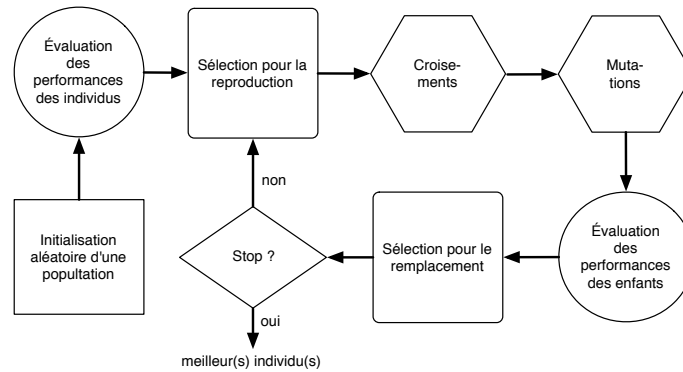 Évaluation
des
performances
des individus
Sélection pour la
reproduction
Croise-
ments
Muta-
tions
non
Initialisation
aléatoire d'une
popultation
Stop ?
Sélection pour le
remplacement
Évaluation
des
performances
des enfants
oui
meilleur(s) individu(s)